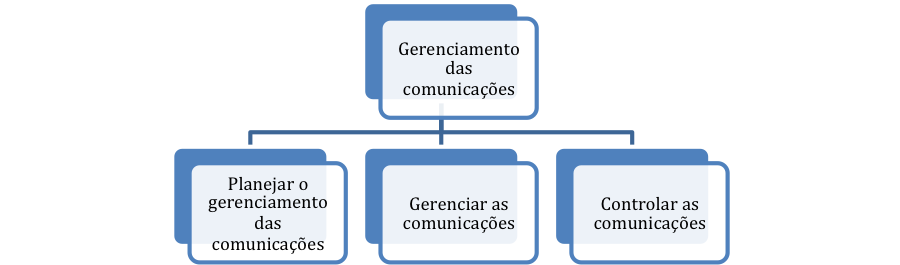 Gerenciamento
das
comunicações
Planejar o
gerenciamento
das
comunicações
Gerenciar as
comunicações
Controlar as
comunicações